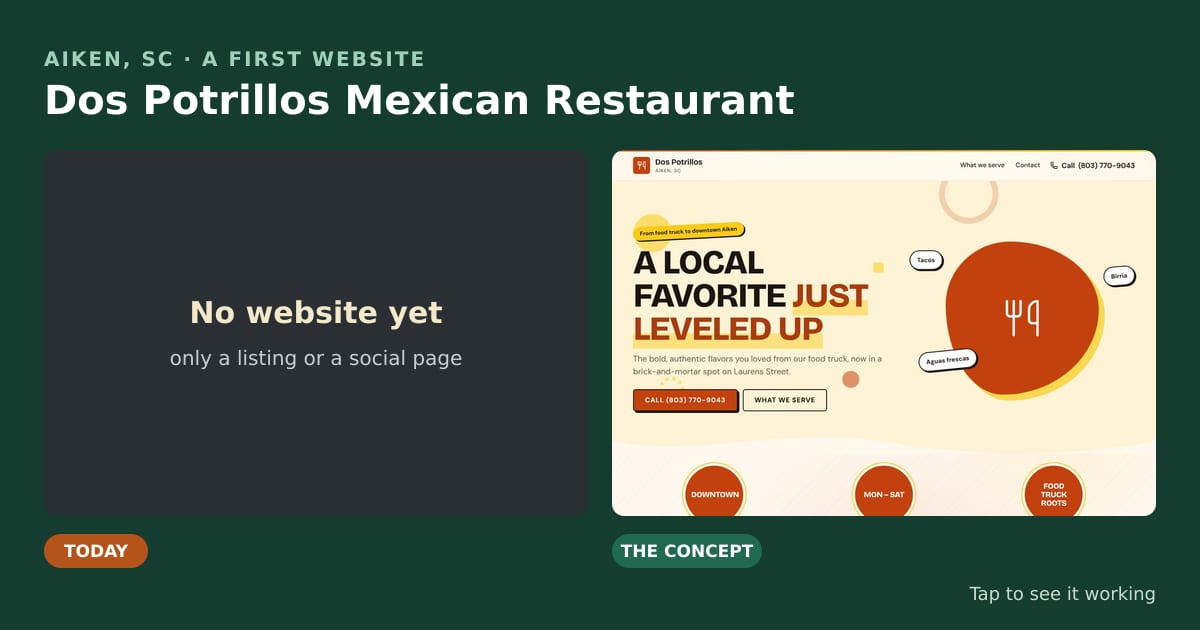 AIKEN, SC · A FIRST WEBSITE
Dos Potrillos Mexican Restaurant
No website yet
only a listing or a social page
TODAY
Dos Potrillos
AIKEN, SC
What we serve
Contact
Call (803) 770-9043
From food truck to downtown Aiken
A LOCAL
FAVORITE JUST
LEVELED UP
The bold, authentic flavors you loved from our food truck, now in a
brick-and-mortar spot on Laurens Street.
CALL (803) 770-9043
WHAT WE SERVE
Tacos
Birria
Aguas frescas
DOWNTOWN
MON – SAT
FOOD
TRUCK
ROOTS
THE CONCEPT
Tap to see it working